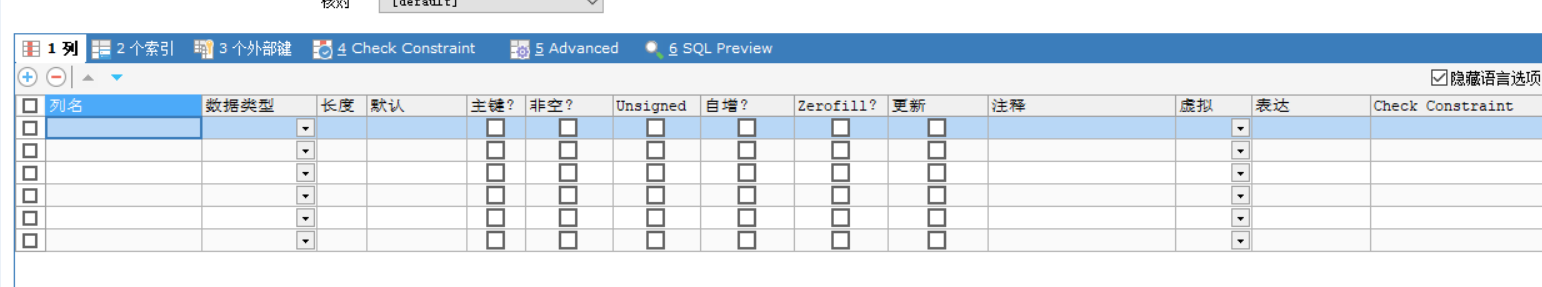 核对 [default]
1 列 2 个索引 3 个外部键 4 Check Constraint 5 Advanced 6 SQL Preview
隐藏语言选项
列名 数据类型 长度 默认 主键? 非空? Unsigned 自增? Zerofill? 更新 注释 虚拟 表达 Check Constraint